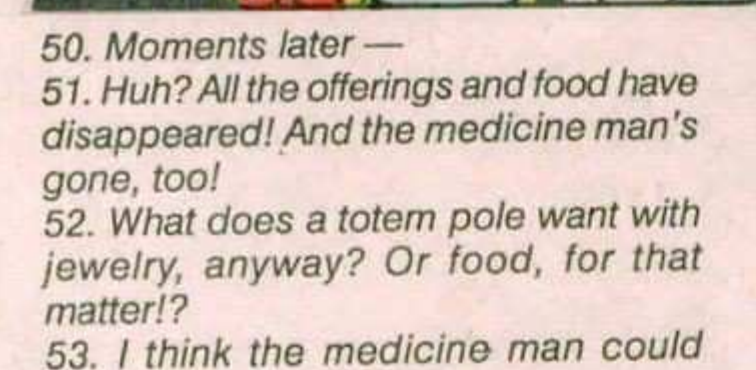 50. Moments later —
51. Huh? All the offerings and food have
disappeared! And the medicine man's
gone, too!
52. What does a totem pole want with
jewelry, anyway? Or food, for that
matter!?
53. I think the medicine man could